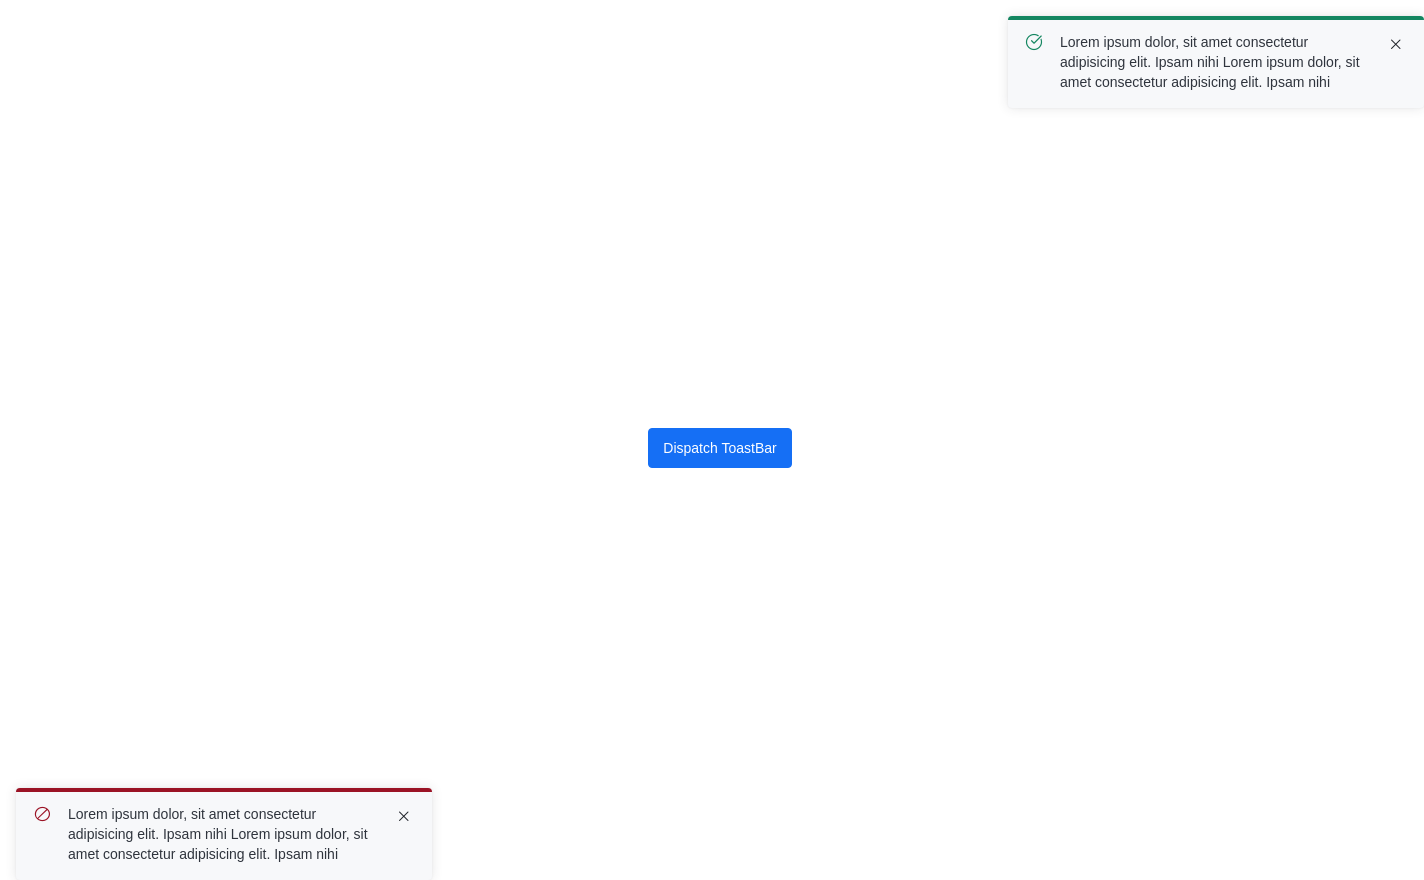 Lorem ipsum dolor, sit amet consectetur
adipisicing elit. Ipsam nihi Lorem ipsum dolor, sit
amet consectetur adipisicing elit. Ipsam nihi
Dispatch ToastBar
Lorem ipsum dolor, sit amet consectetur
adipisicing elit. Ipsam nihi Lorem ipsum dolor, sit
amet consectetur adipisicing elit. Ipsam nihi